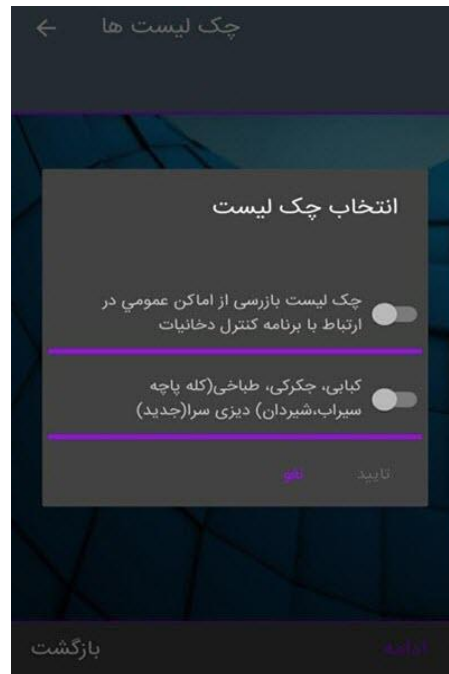 چک لیست ها
انتخاب چک لیست
چک لیست بازرسی از اماکن عمومي در
ارتباط با برنامه کنترل دخانیات
کبابی، جگرکی، طباخی(کله پاچه
سیراب،شیردان) دیزی سرا(جدید)
تایید
لغو
ادامه
بازگشت